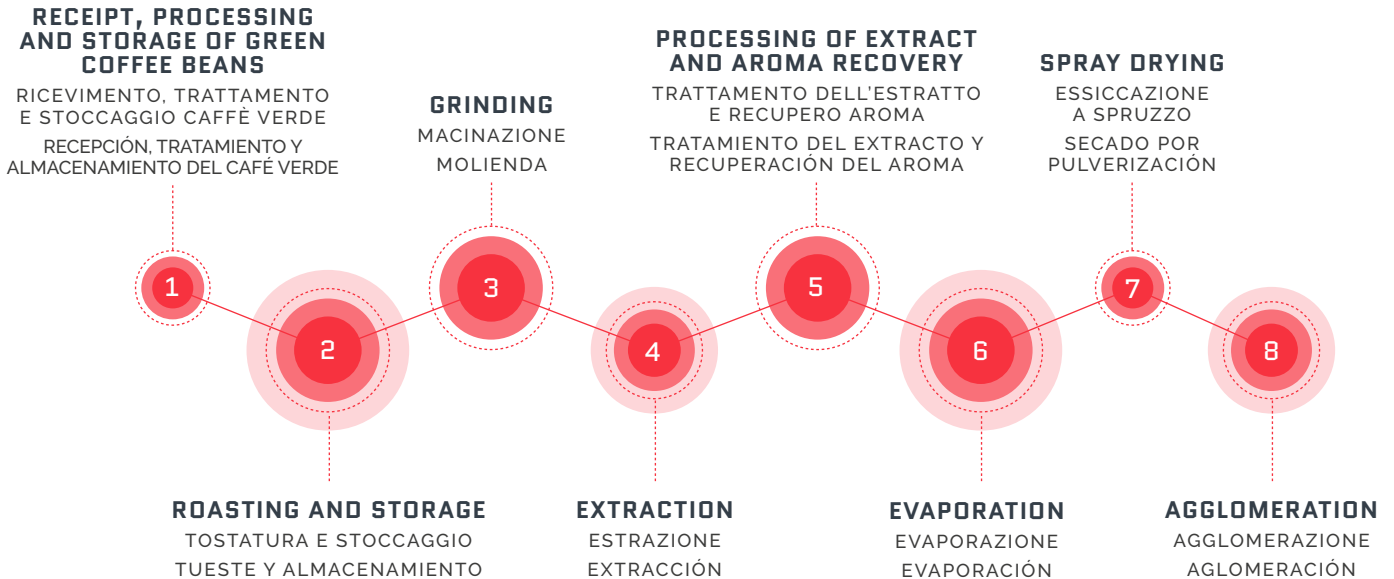 RECEIPT, PROCESSING
AND STORAGE OF GREEN
COFFEE BEANS
RICEVIMENTO, TRATTAMENTO
E STOCCAGGIO CAFFÈ VERDE
RECEPCIÓN, TRATAMIENTO Y
ALMACENAMIENTO DEL CAFÉ VERDE
1
ROASTING AND STORAGE
TOSTATURA E STOCCAGGIO
TUESTE Y ALMACENAMIENTO
2
GRINDING
MACINAZIONE
MOLIENDA
3
EXTRACTION
ESTRAZIONE
EXTRACCIÓN
4
PROCESSING OF EXTRACT
AND AROMA RECOVERY
TRATTAMENTO DELL'ESTRATTO
E RECUPERO AROMA
TRATAMIENTO DEL EXTRACTO Y
RECUPERACIÓN DEL AROMA
5
EVAPORATION
EVAPORAZIONE
EVAPORACIÓN
6
SPRAY DRYING
ESSICCAZIONE
A SPRUZZO
SECADO POR
PULVERIZACIÓN
7
AGGLOMERATION
AGGLOMERAZIONE
AGLOMERACIÓN
8